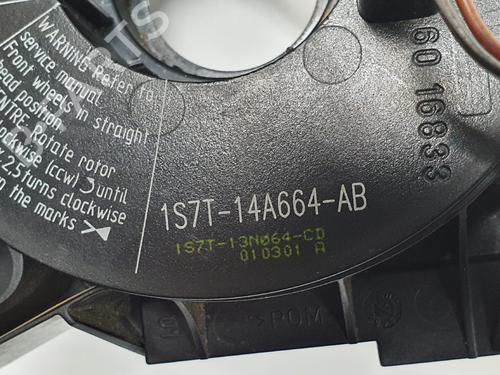 WARNING Refer to
service manual
Front wheels in straight
head position
Rotate rotor
clockwise (ccw) until
2.5 turns clockwise
on the marks
60 16833
1S7T-14A664-AB
1S7T-13N064-CD
010301 A
>POM<